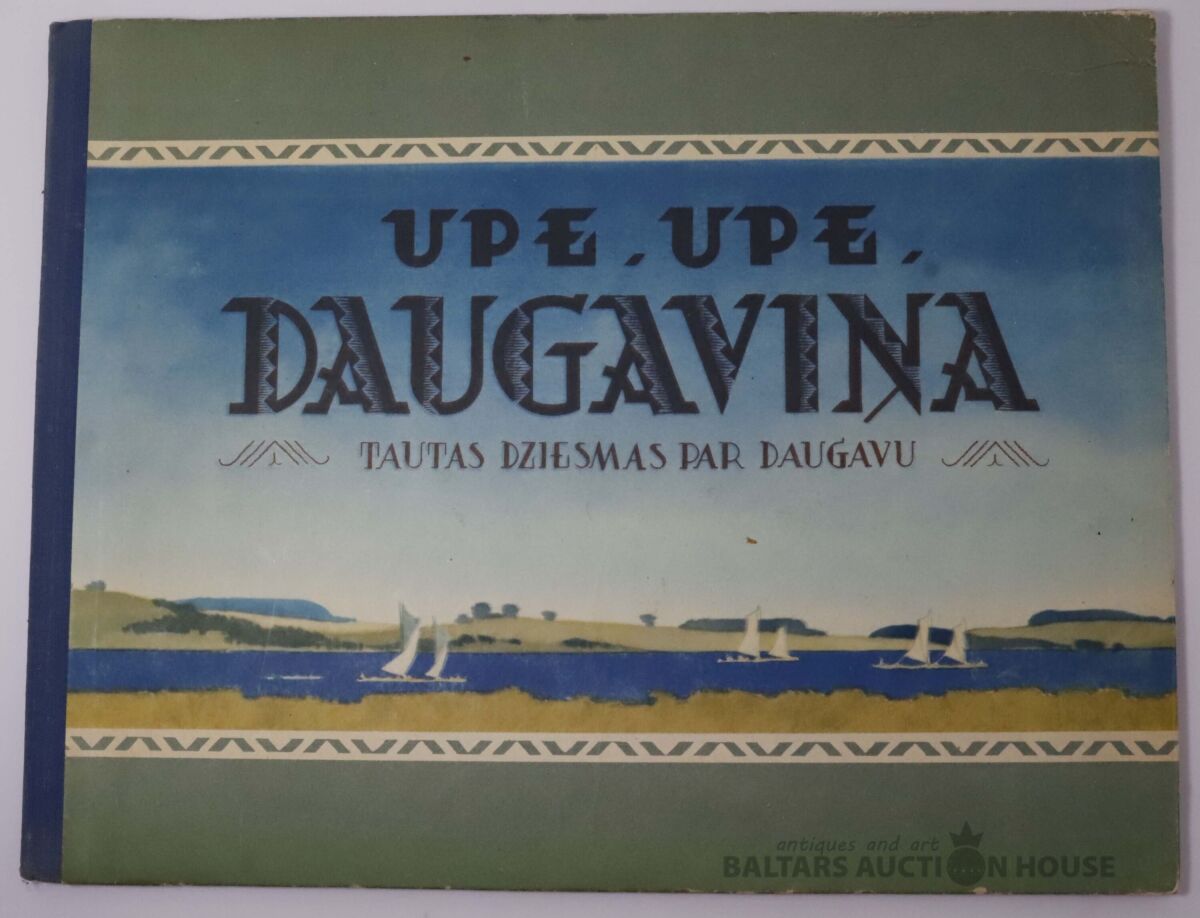 UPE, UPE,
DAUGAVIŅA
TAUTAS DZIESMAS PAR DAUGAVU
antiques and art
BALTARS AUCTION HOUSE